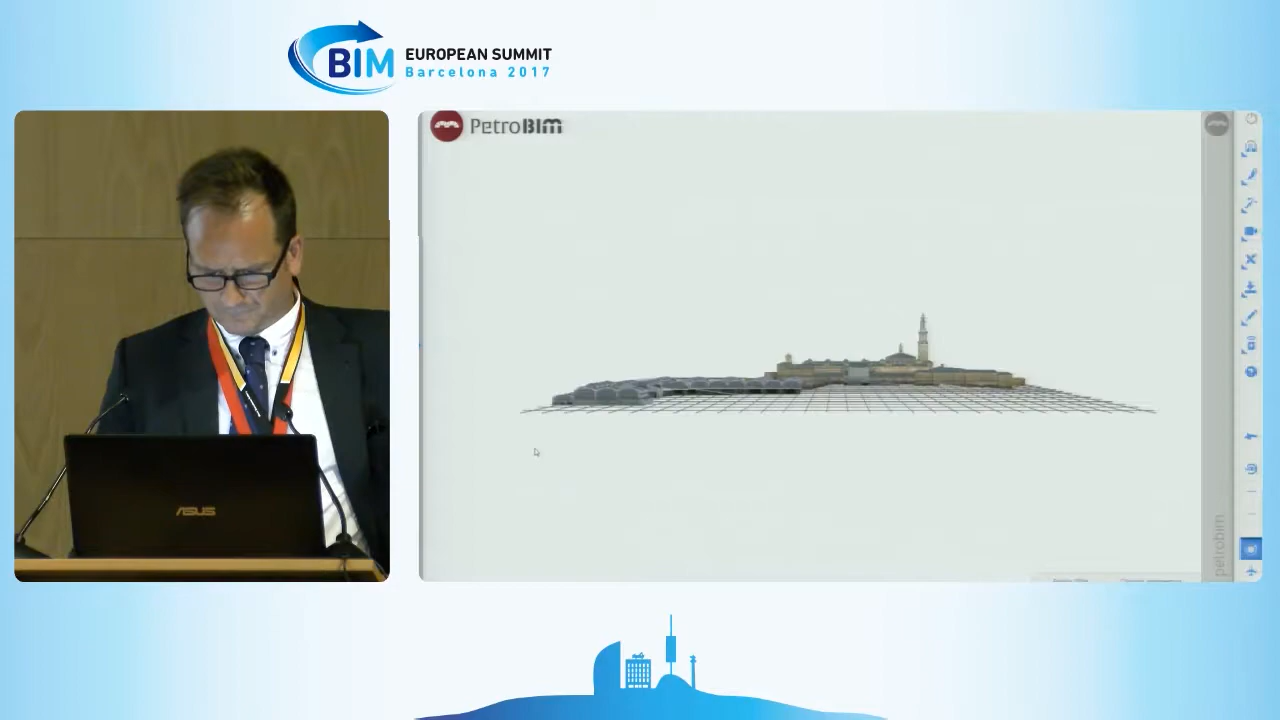 BIM EUROPEAN SUMMIT
Barcelona 2017
PetroBIM
ASUS
petrobim